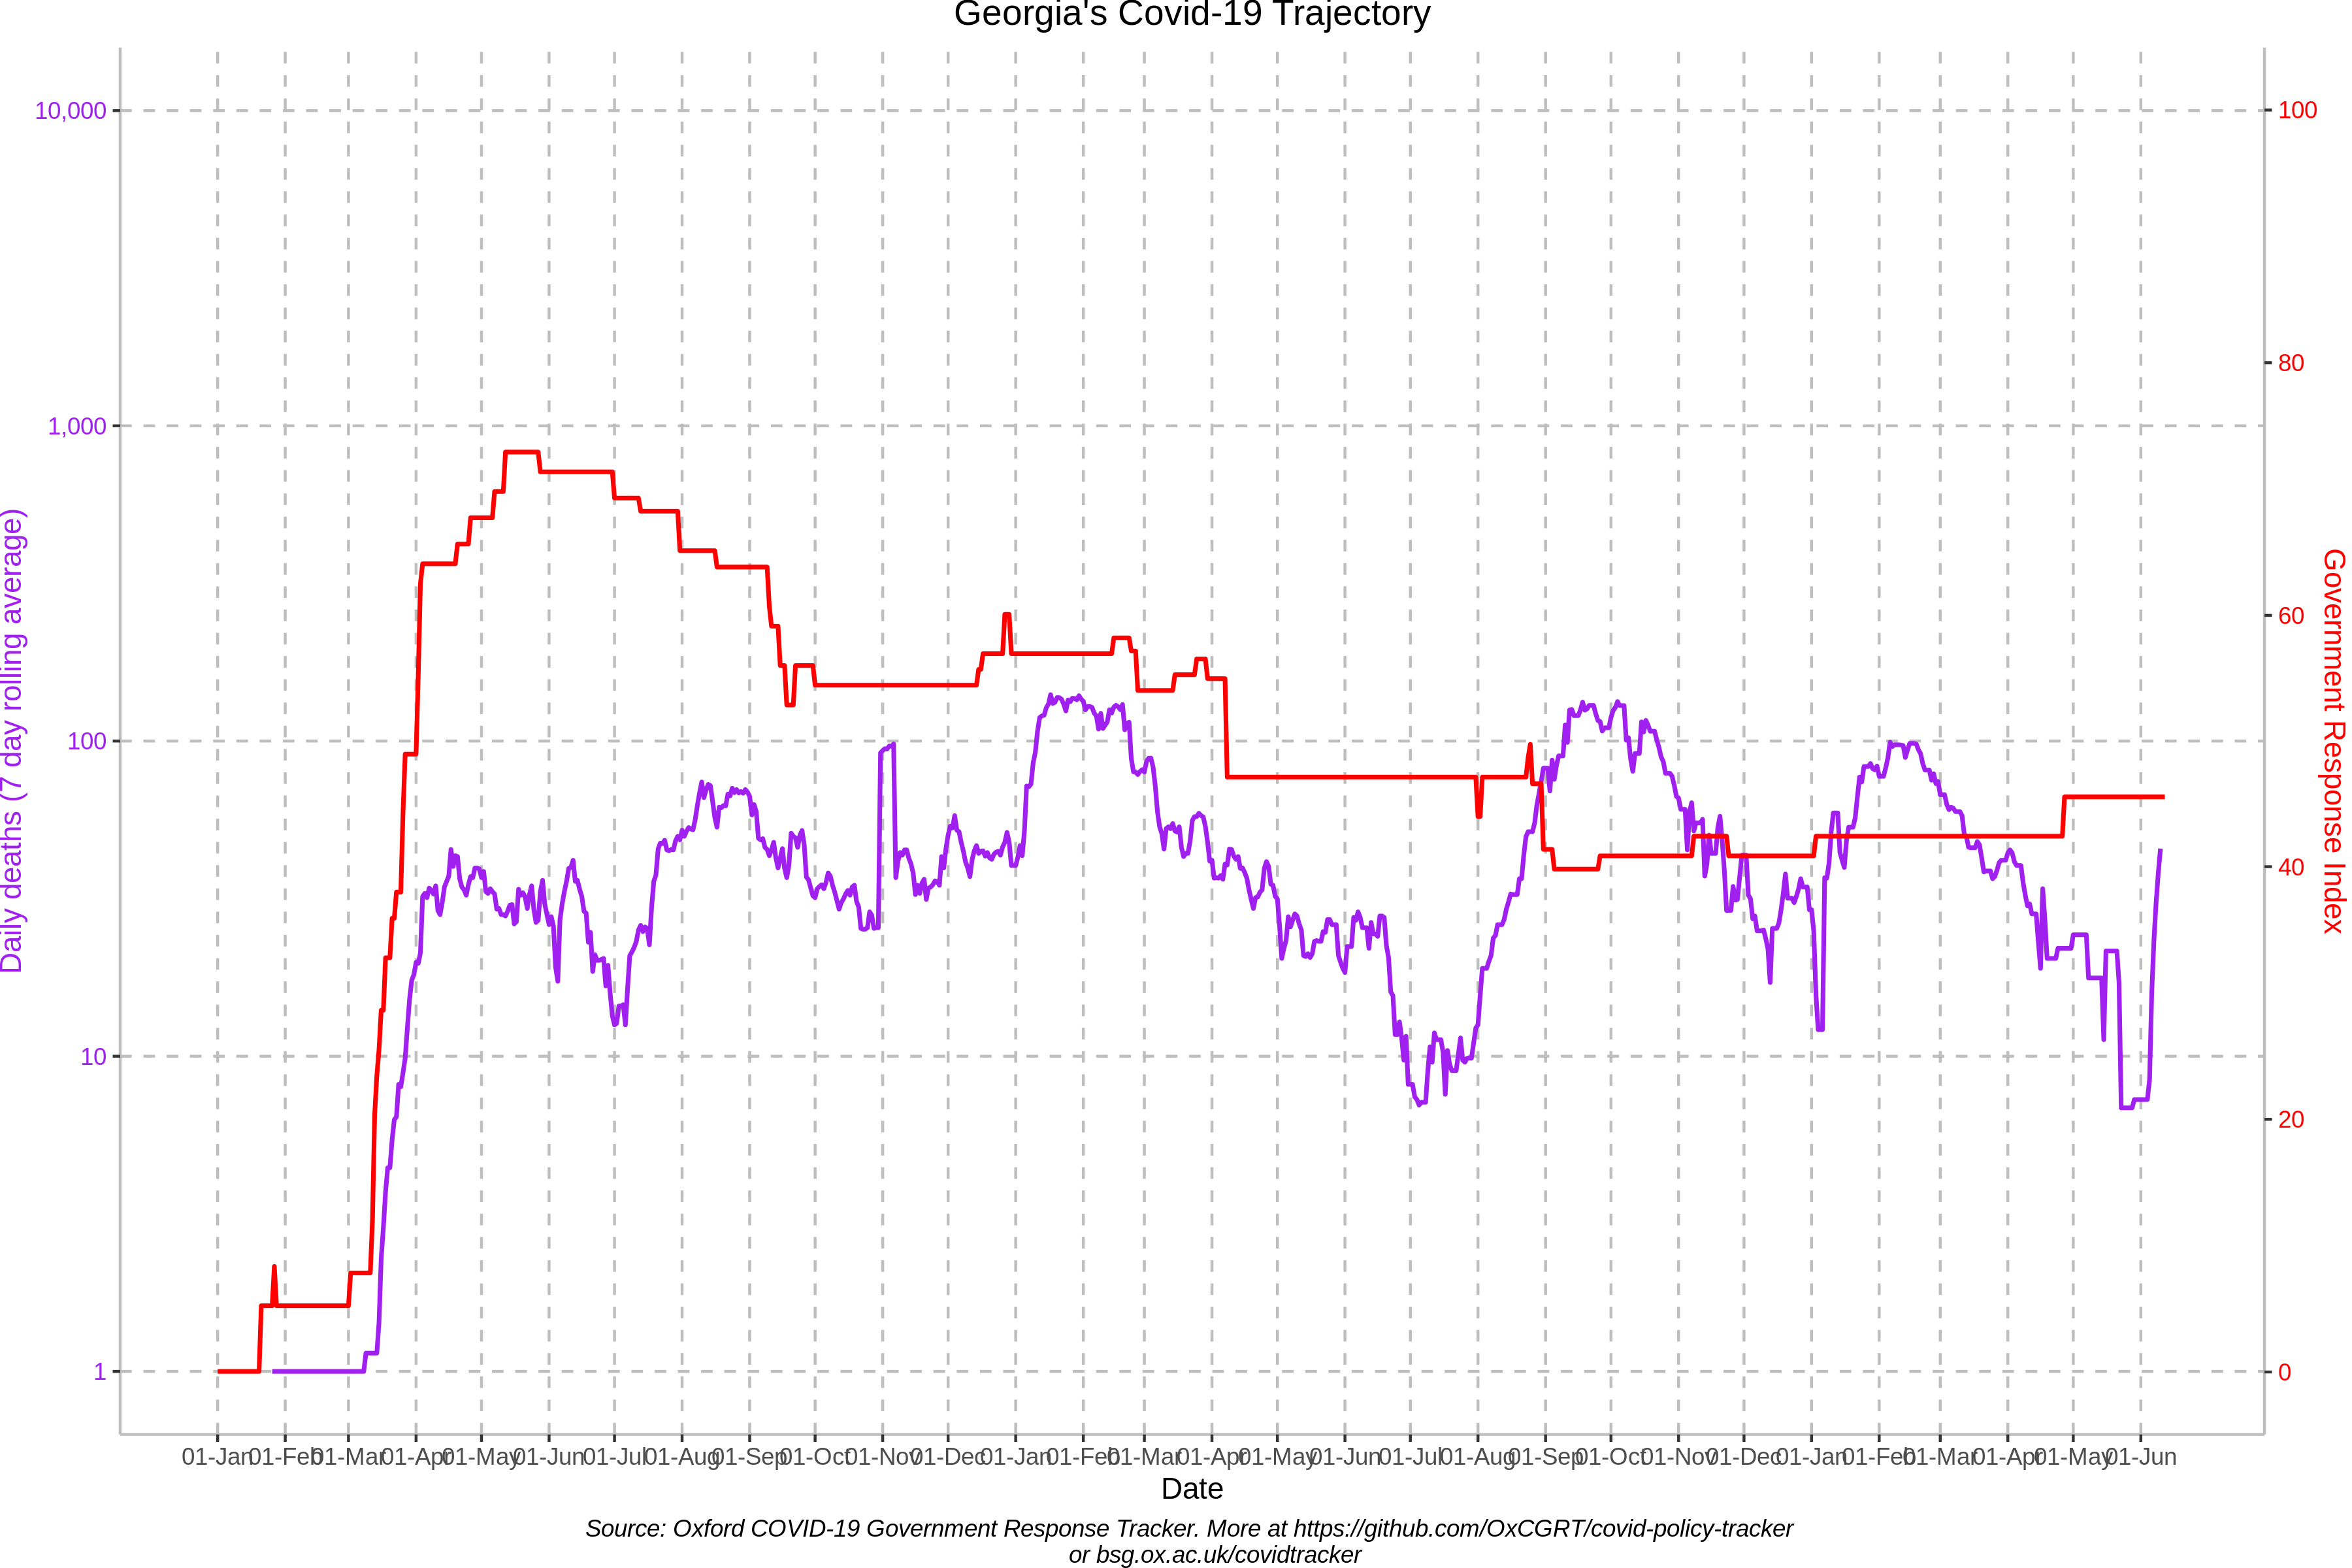 Georgia's Covid-19 Trajectory
10,000
1,000
100
10
1
Daily deaths (7 day rolling average)
100
80
60
40
20
0
Government Response Index
01-Jan 01-Feb 01-Mar 01-Apr 01-May 01-Jun 01-Jul 01-Aug 01-Sep 01-Oct 01-Nov 01-Dec 01-Jan 01-Feb 01-Mar 01-Apr 01-May 01-Jun 01-Jul 01-Aug 01-Sep 01-Oct 01-Nov 01-Dec 01-Jan 01-Feb 01-Mar 01-Apr 01-May 01-Jun
Date
Source: Oxford COVID-19 Government Response Tracker. More at https://github.com/OxCGRT/covid-policy-tracker
or bsg.ox.ac.uk/covidtracker